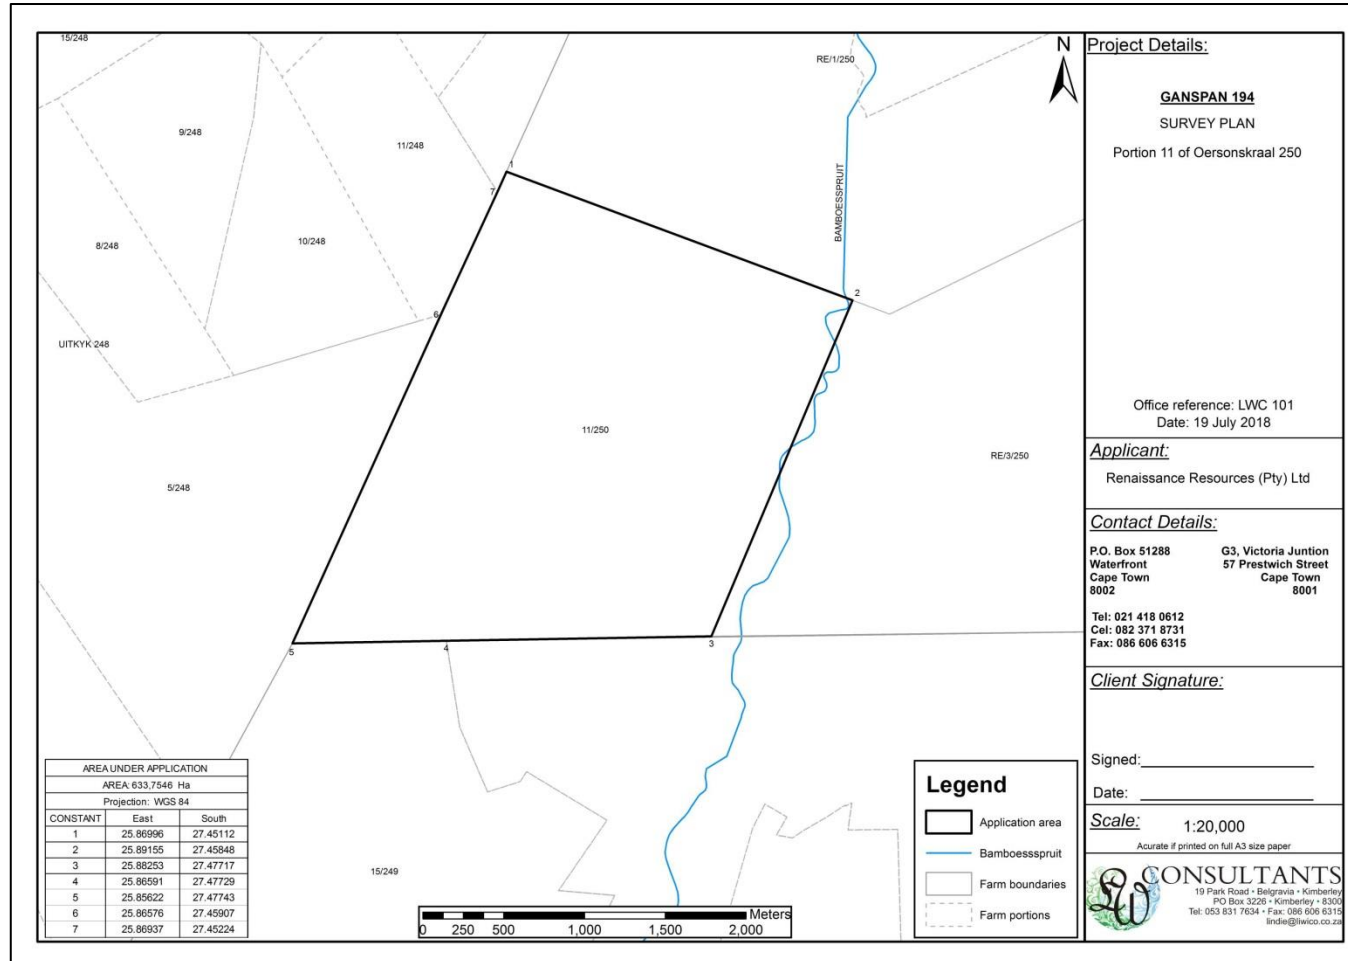 15/248
RE/1/250
N
9/248
11/248
1
7
BAMBOESSPRUIT
8/248
10/248
2
6
UITKYK 248
11/250
RE/3/250
5/248
5
4
3
15/249
AREA UNDER APPLICATION
AREA: 633,7546 Ha
Projection: WGS 84
CONSTANT East South
1 25.86996 27.45112
2 25.89155 27.45848
3 25.88253 27.47717
4 25.86591 27.47729
5 25.85622 27.47743
6 25.86576 27.45907
7 25.86937 27.45224
0 250 500 1,000 1,500 2,000 Meters
Legend
Application area
Bamboessspruit
Farm boundaries
Farm portions
Project Details:
GANSPAN 194
SURVEY PLAN
Portion 11 of Oersonskraal 250
Office reference: LWC 101
Date: 19 July 2018
Applicant:
Renaissance Resources (Pty) Ltd
Contact Details:
P.O. Box 51288 G3, Victoria Juntion
Waterfront 57 Prestwich Street
Cape Town Cape Town
8002 8001
Tel: 021 418 0612
Cel: 082 371 8731
Fax: 086 606 6315
Client Signature:
Signed:
Date:
Scale: 1:20,000
Acurate if printed on full A3 size paper
LW CONSULTANTS
19 Park Road • Belgravia • Kimberley
PO Box 3226 • Kimberley • 8300
Tel: 053 831 7634 • Fax: 086 606 6315
lindie@liwico.co.za